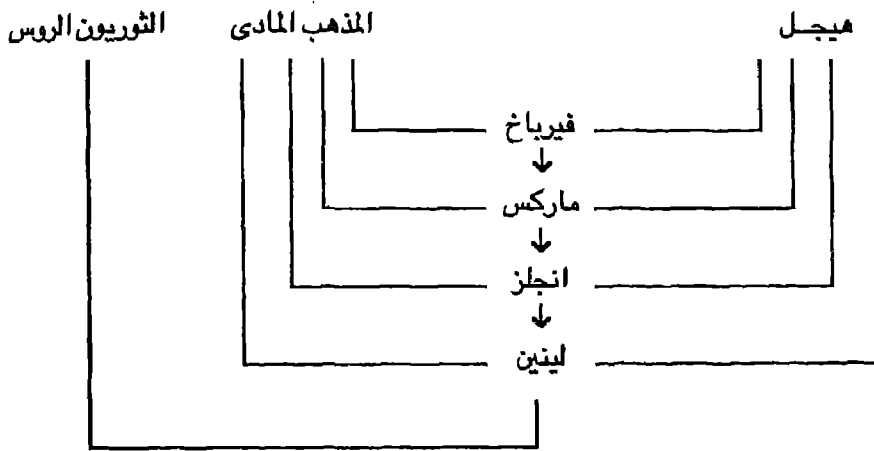 هيجل المذهب المادى الثوريون الروس
فيرباخ
ماركس
انجلز
لينين